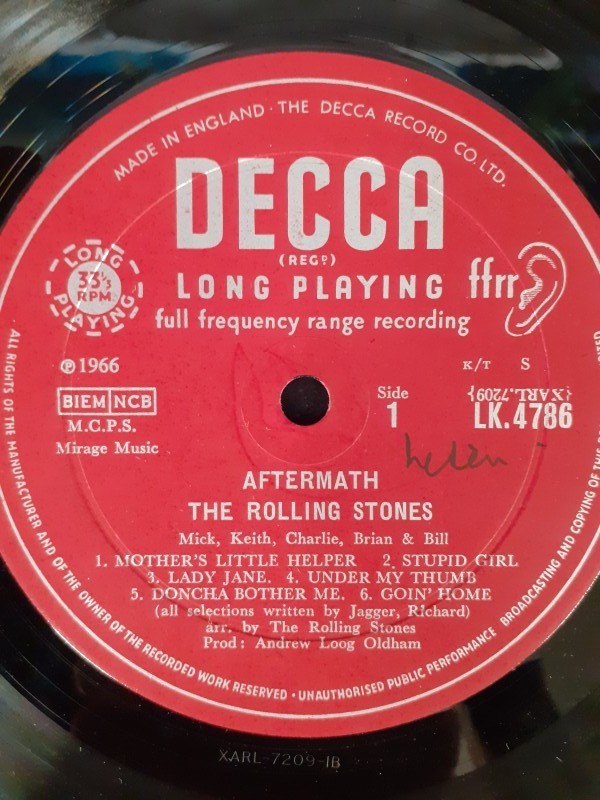 MADE IN ENGLAND · THE DECCA RECORD CO. LTD.
DECCA
(REGD)
LONG PLAYING
ffrr
full frequency range recording
LONG
33⅓
RPM
PLAYING
℗ 1966
K/T S
BIEM NCB
M.C.P.S.
Mirage Music
Side
1
{XARL.7209}
LK.4786
helen
AFTERMATH
THE ROLLING STONES
Mick, Keith, Charlie, Brian & Bill
1. MOTHER'S LITTLE HELPER 2. STUPID GIRL
3. LADY JANE. 4. UNDER MY THUMB
5. DONCHA BOTHER ME. 6. GOIN' HOME
(all selections written by Jagger, Richard)
arr. by The Rolling Stones
Prod: Andrew Loog Oldham
ALL RIGHTS OF THE MANUFACTURER AND OF THE OWNER OF THE RECORDED WORK RESERVED · UNAUTHORISED PUBLIC PERFORMANCE BROADCASTING AND COPYING OF THIS
XARL-7209-1B